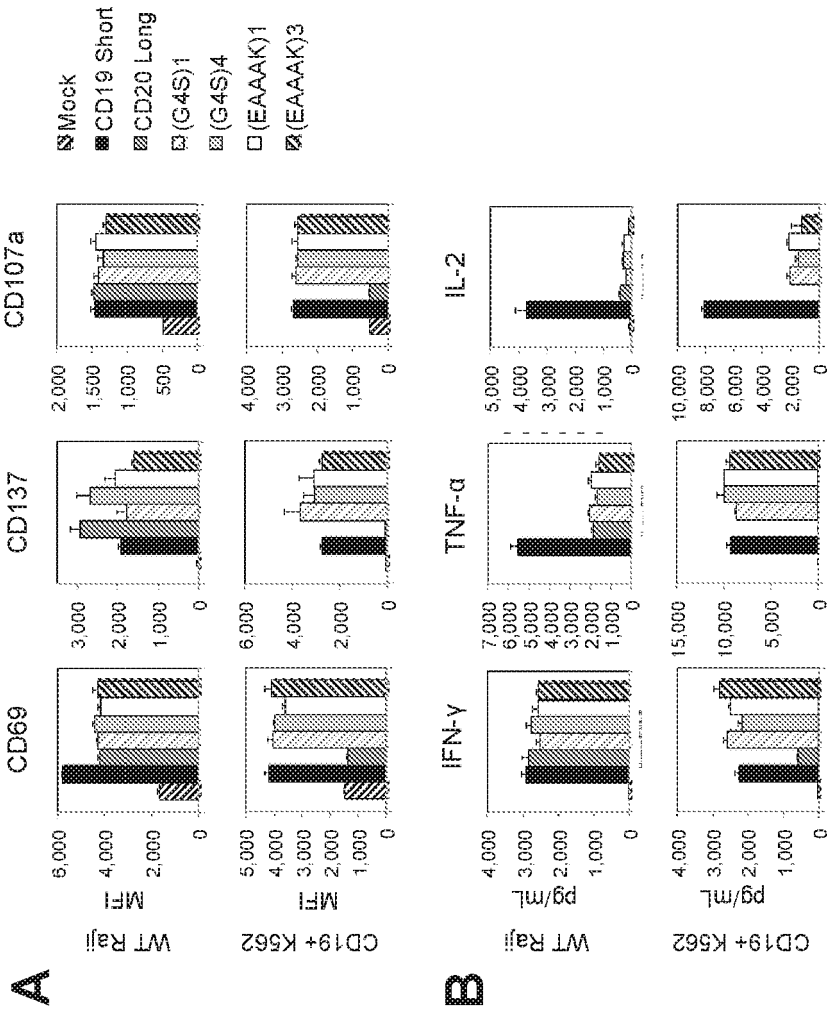 A
CD69
CD137
CD107a
WT Raji
MFI
6,000
4,000
2,000
0
3,000
2,000
1,000
0
2,000
1,500
1,000
500
0
CD19+ K562
MFI
5,000
4,000
3,000
2,000
1,000
0
6,000
4,000
2,000
0
4,000
3,000
2,000
1,000
0
Mock
CD19 Short
CD20 Long
(G4S)1
(G4S)4
(EAAAK)1
(EAAAK)3
B
IFN-γ
TNF-α
IL-2
WT Raji
pg/mL
4,000
3,000
2,000
1,000
0
7,000
6,000
5,000
4,000
3,000
2,000
1,000
0
5,000
4,000
3,000
2,000
1,000
0
CD19+ K562
pg/mL
4,000
3,000
2,000
1,000
0
15,000
10,000
5,000
0
10,000
8,000
6,000
4,000
2,000
0